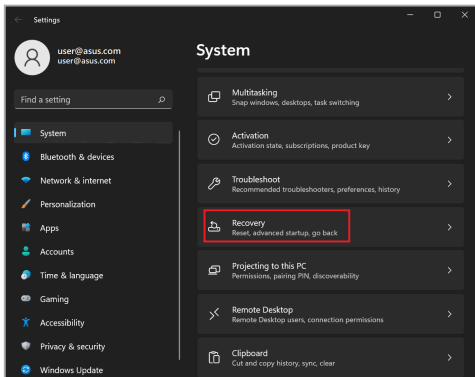 Settings
user@asus.com
user@asus.com
Find a setting
System
Bluetooth & devices
Network & internet
Personalization
Apps
Accounts
Time & language
Gaming
Accessibility
Privacy & security
Windows Update
System
Multitasking
Snap windows, desktops, task switching
Activation
Activation state, subscriptions, product key
Troubleshoot
Recommended troubleshooters, preferences, history
Recovery
Reset, advanced startup, go back
Projecting to this PC
Permissions, pairing PIN, discoverability
Remote Desktop
Remote Desktop users, connection permissions
Clipboard
Cut and copy history, sync, clear